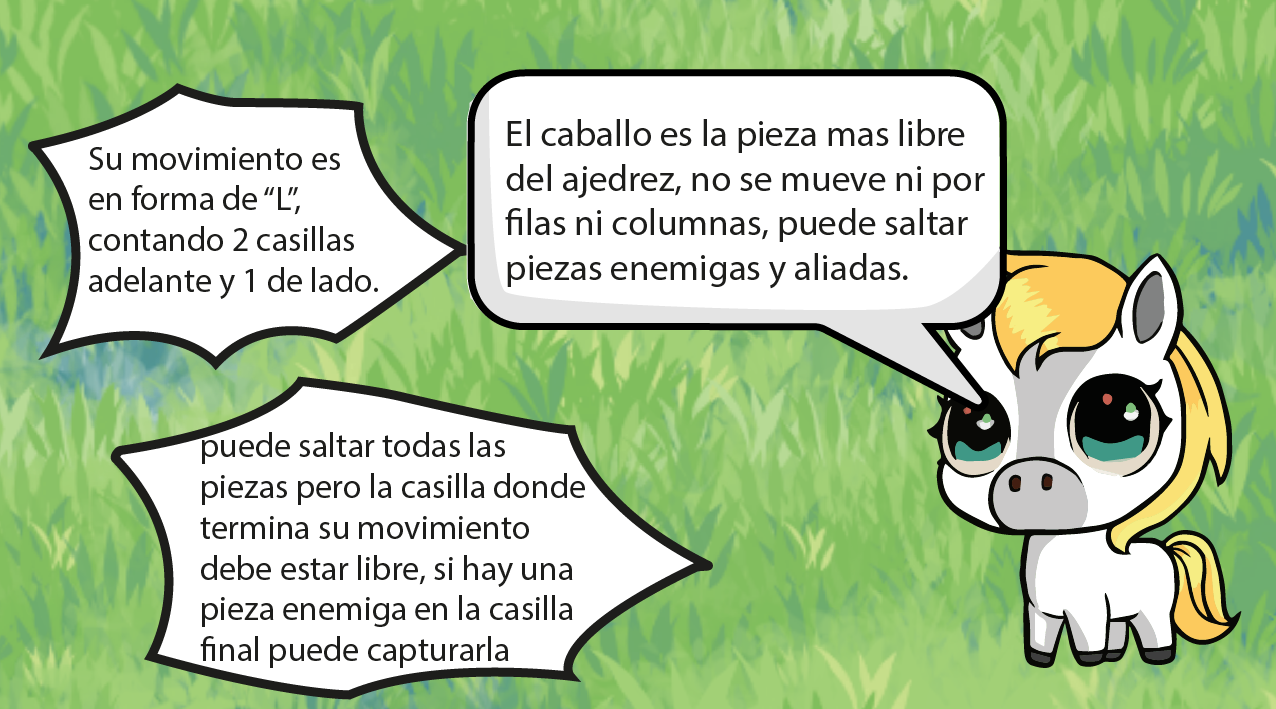 El caballo es la pieza mas libre
del ajedrez, no se mueve ni por
filas ni columnas, puede saltar
piezas enemigas y aliadas.
Su movimiento es
en forma de “L”,
contando 2 casillas
adelante y 1 de lado.
puede saltar todas las
piezas pero la casilla donde
termina su movimiento
debe estar libre, si hay una
pieza enemiga en la casilla
final puede capturarla